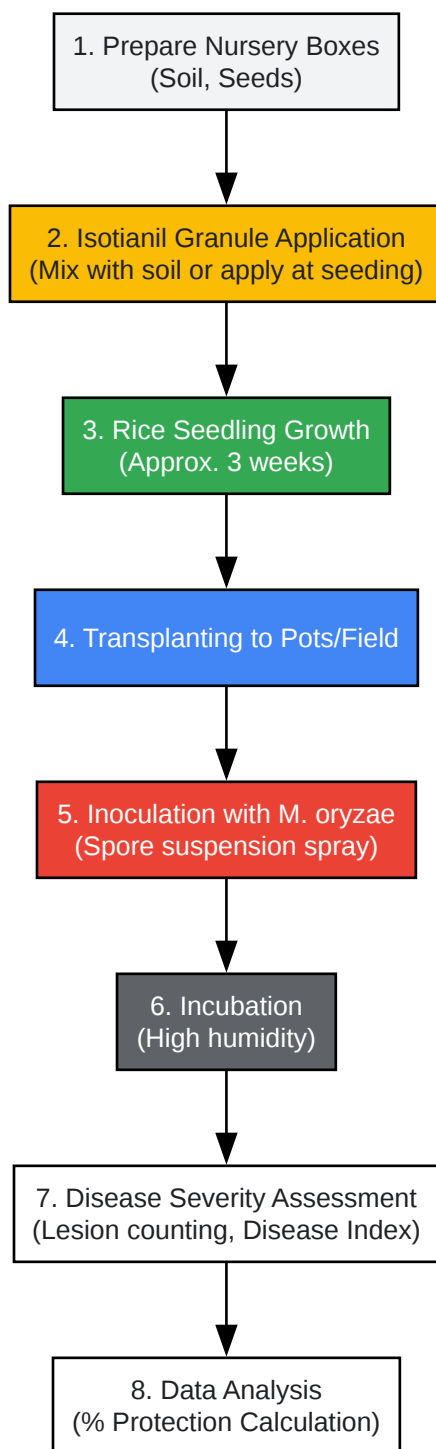 1. Prepare Nursery Boxes
(Soil, Seeds)
2. Isotianil Granule Application
(Mix with soil or apply at seeding)
3. Rice Seedling Growth
(Approx. 3 weeks)
4. Transplanting to Pots/Field
5. Inoculation with M. oryzae
(Spore suspension spray)
6. Incubation
(High humidity)
7. Disease Severity Assessment
(Lesion counting, Disease Index)
8. Data Analysis
(% Protection Calculation)